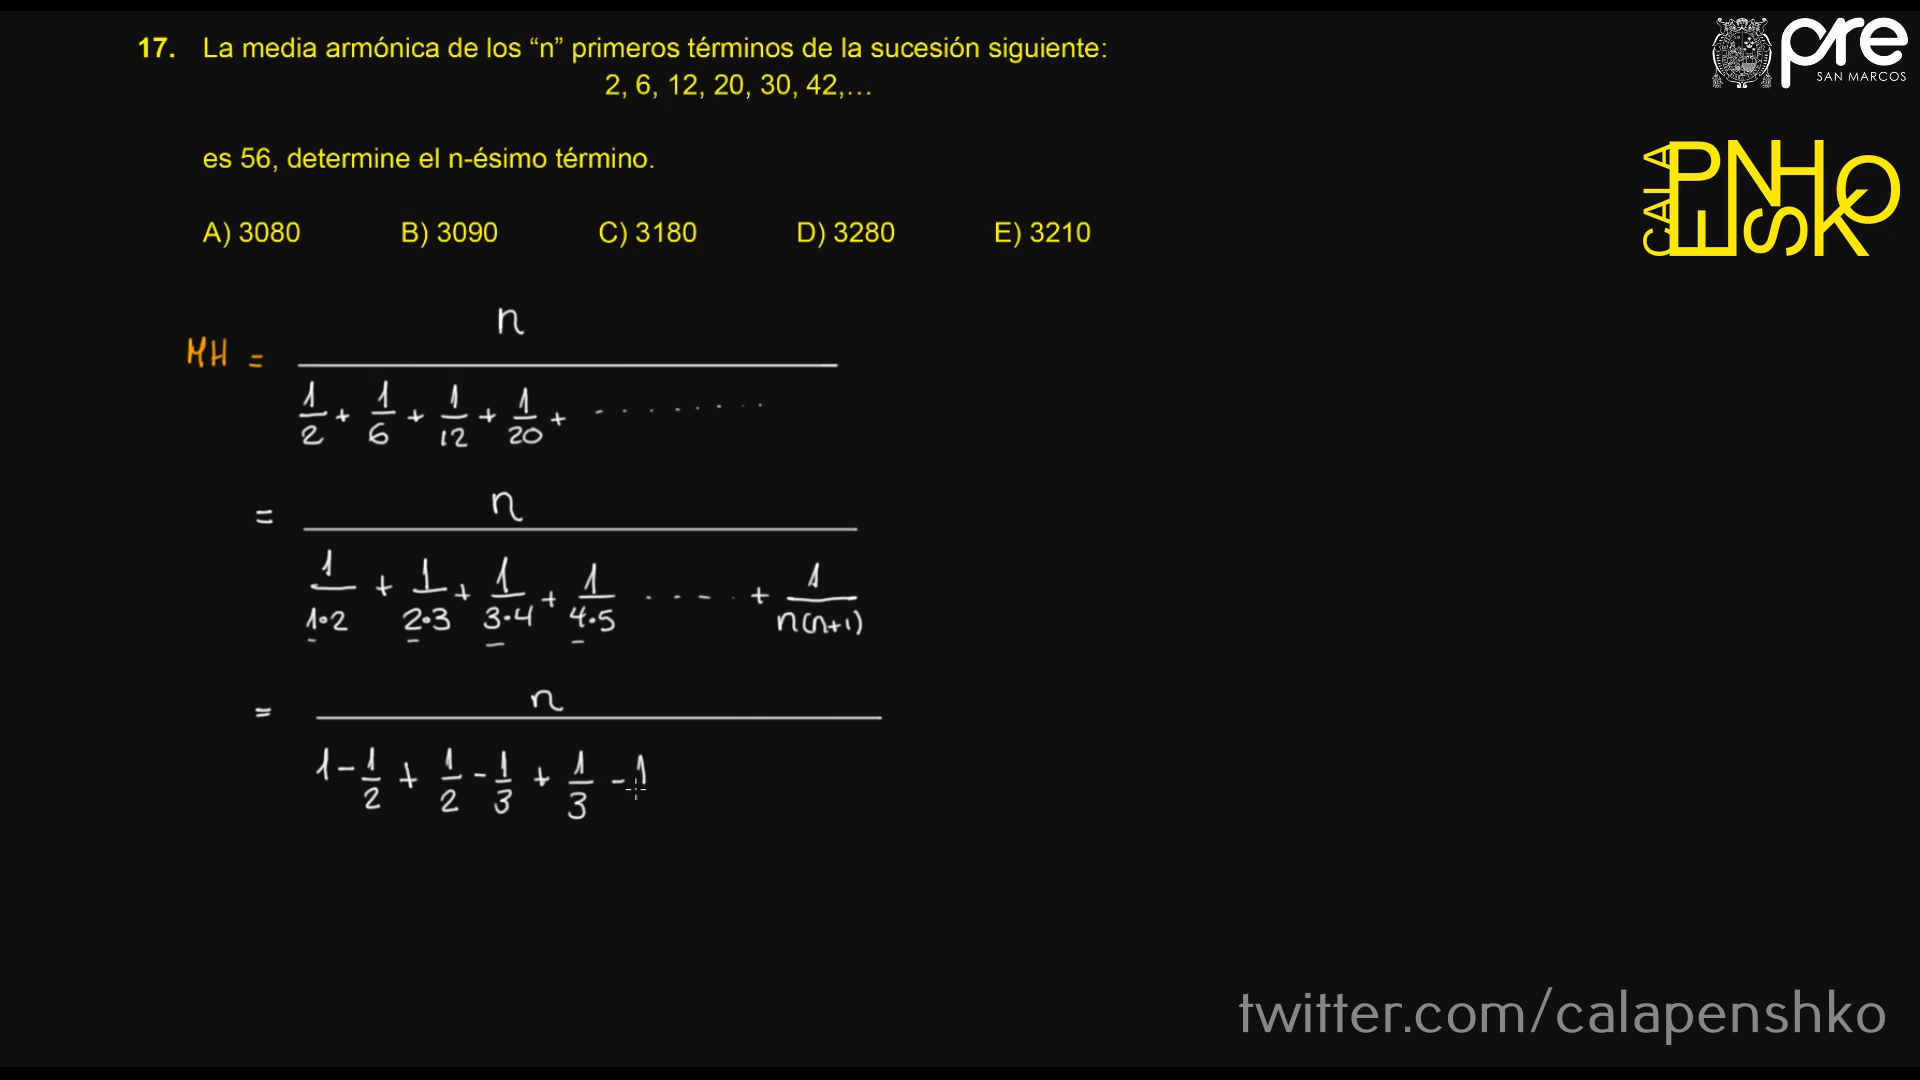 17. La media armónica de los “n” primeros términos de la sucesión siguiente:
2, 6, 12, 20, 30, 42,...
es 56, determine el n-ésimo término.
A) 3080 B) 3090 C) 3180 D) 3280 E) 3210
pre
SAN MARCOS
CALA
PENSHKO
MH = n
1/2 + 1/6 + 1/12 + 1/20 + ........
= n
1/1·2 + 1/2·3 + 1/3·4 + 1/4·5 ..... + 1/n(n+1)
= n
1 - 1/2 + 1/2 - 1/3 + 1/3 - 1
twitter.com/calapenshko